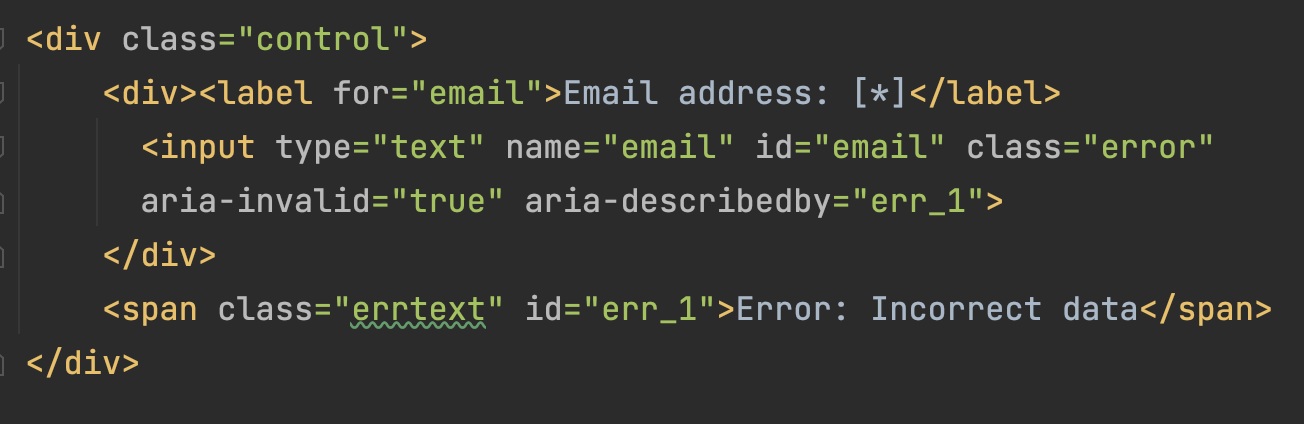 <div class="control">
<div><label for="email">Email address: [*]</label>
<input type="text" name="email" id="email" class="error"
aria-invalid="true" aria-describedby="err_1">
</div>
<span class="errtext" id="err_1">Error: Incorrect data</span>
</div>